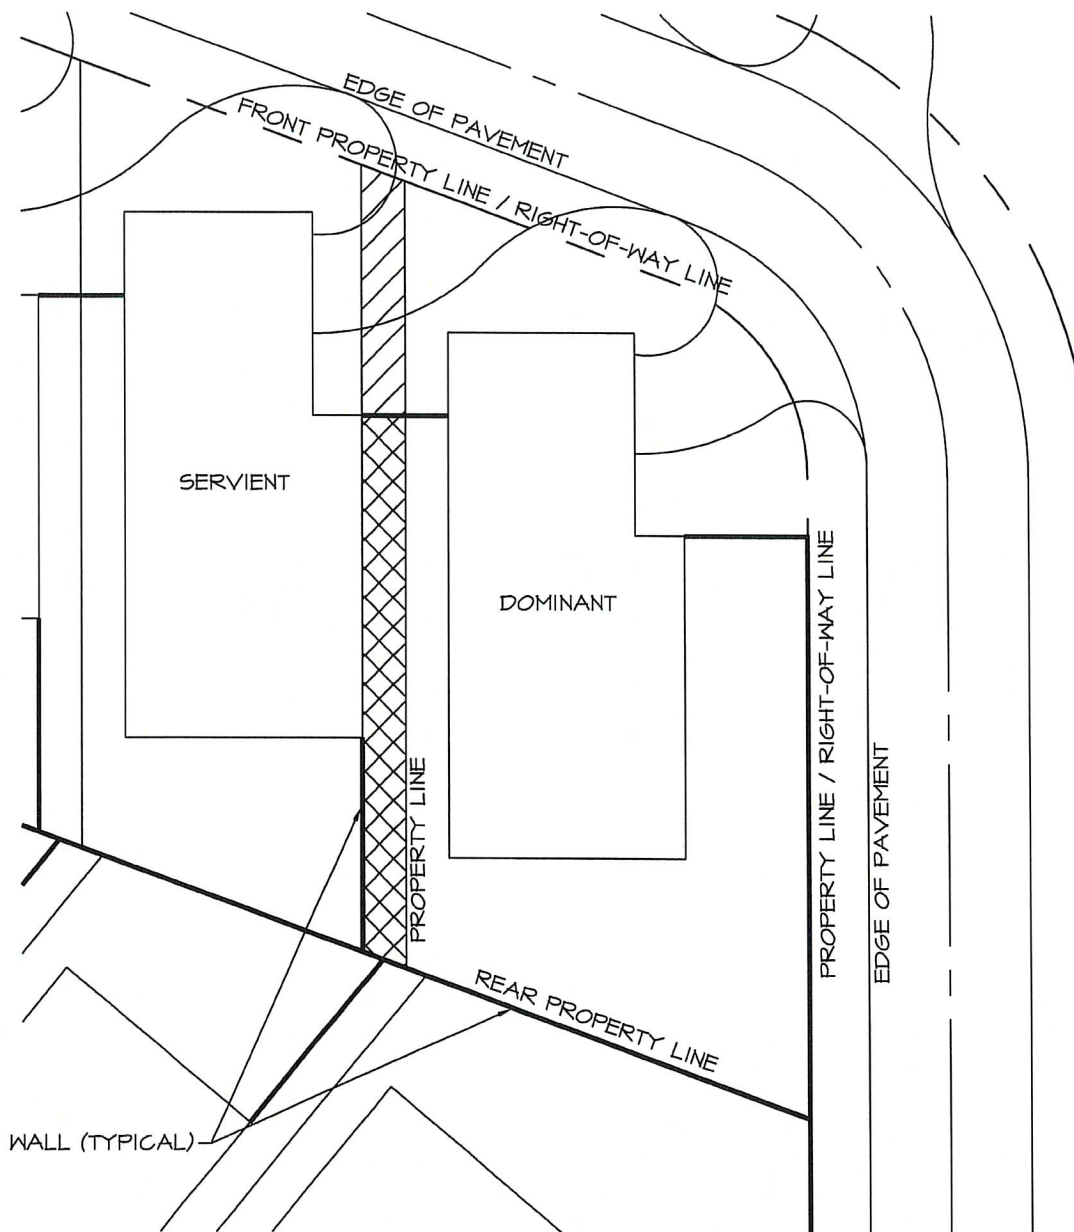 EDGE OF PAVEMENT
FRONT PROPERTY LINE / RIGHT-OF-WAY LINE
SERVIENT
DOMINANT
PROPERTY LINE
PROPERTY LINE / RIGHT-OF-WAY LINE
EDGE OF PAVEMENT
REAR PROPERTY LINE
WALL (TYPICAL)